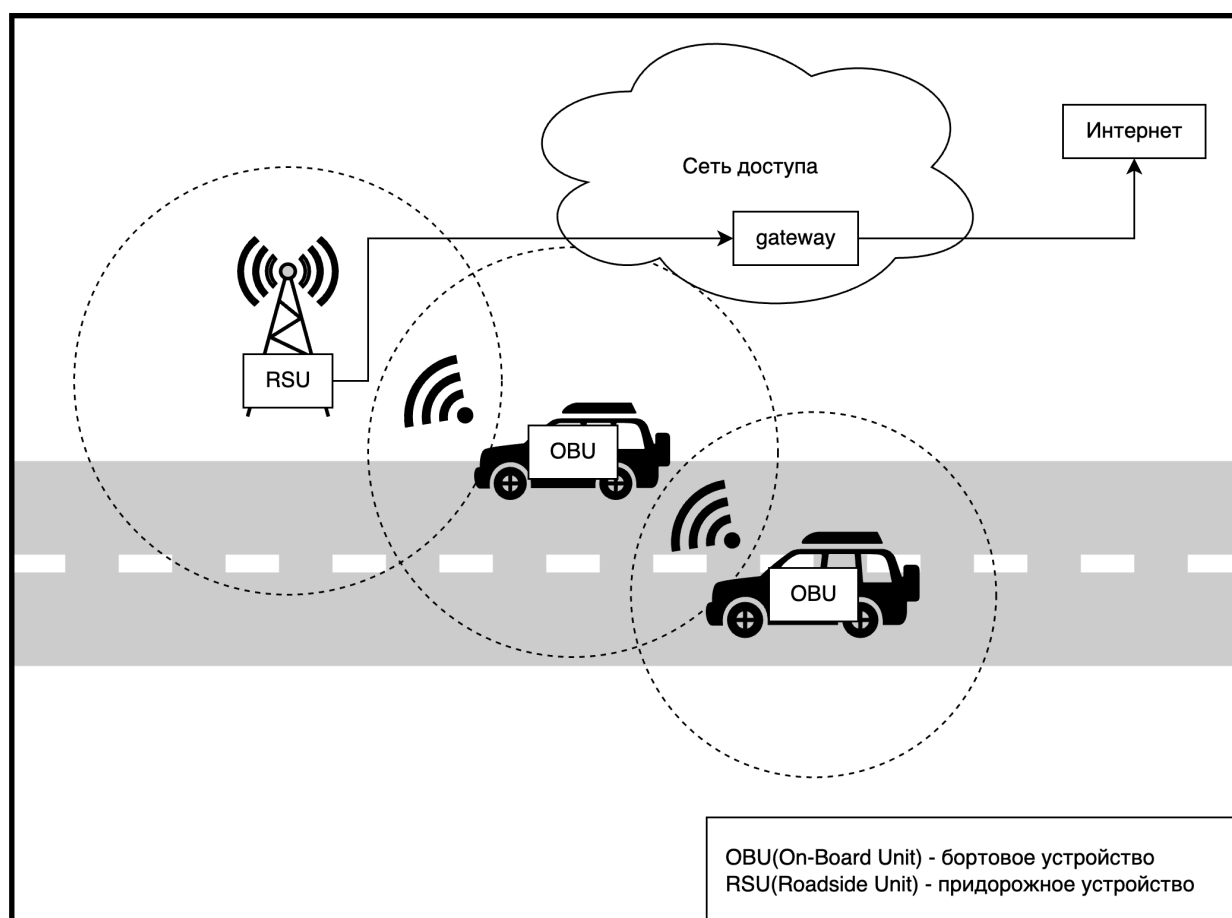 Интернет
Сеть доступа
gateway
RSU
OBU
OBU
OBU(On-Board Unit) - бортовое устройство
RSU(Roadside Unit) - придорожное устройство